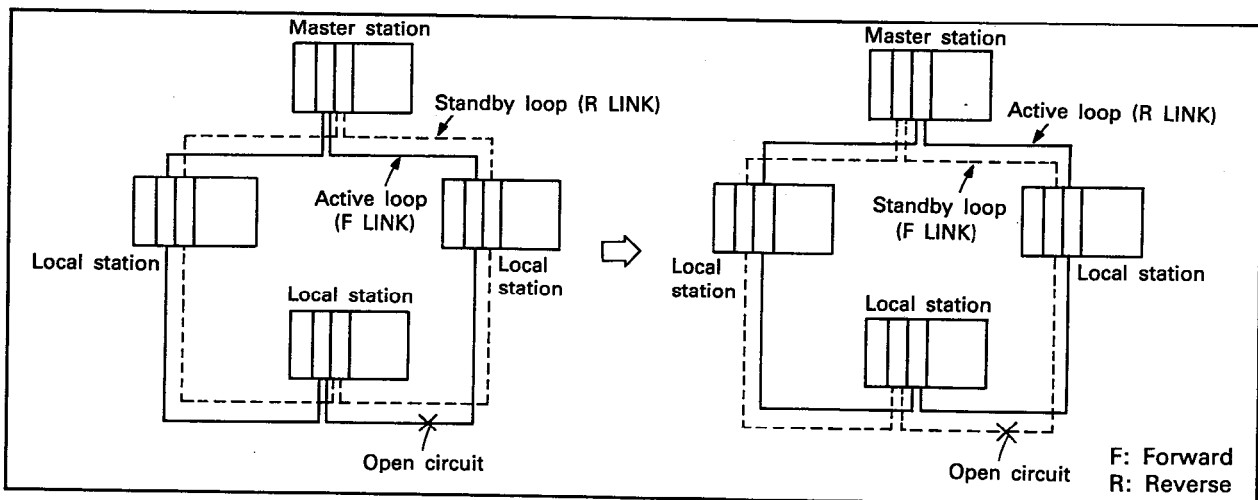 Master station
Standby loop (R LINK)
Active loop
(F LINK)
Local station
Local
station
Local station
Open circuit
Master station
Active loop (R LINK)
Standby loop
(F LINK)
Local
station
Local station
Local station
Open circuit
F: Forward
R: Reverse